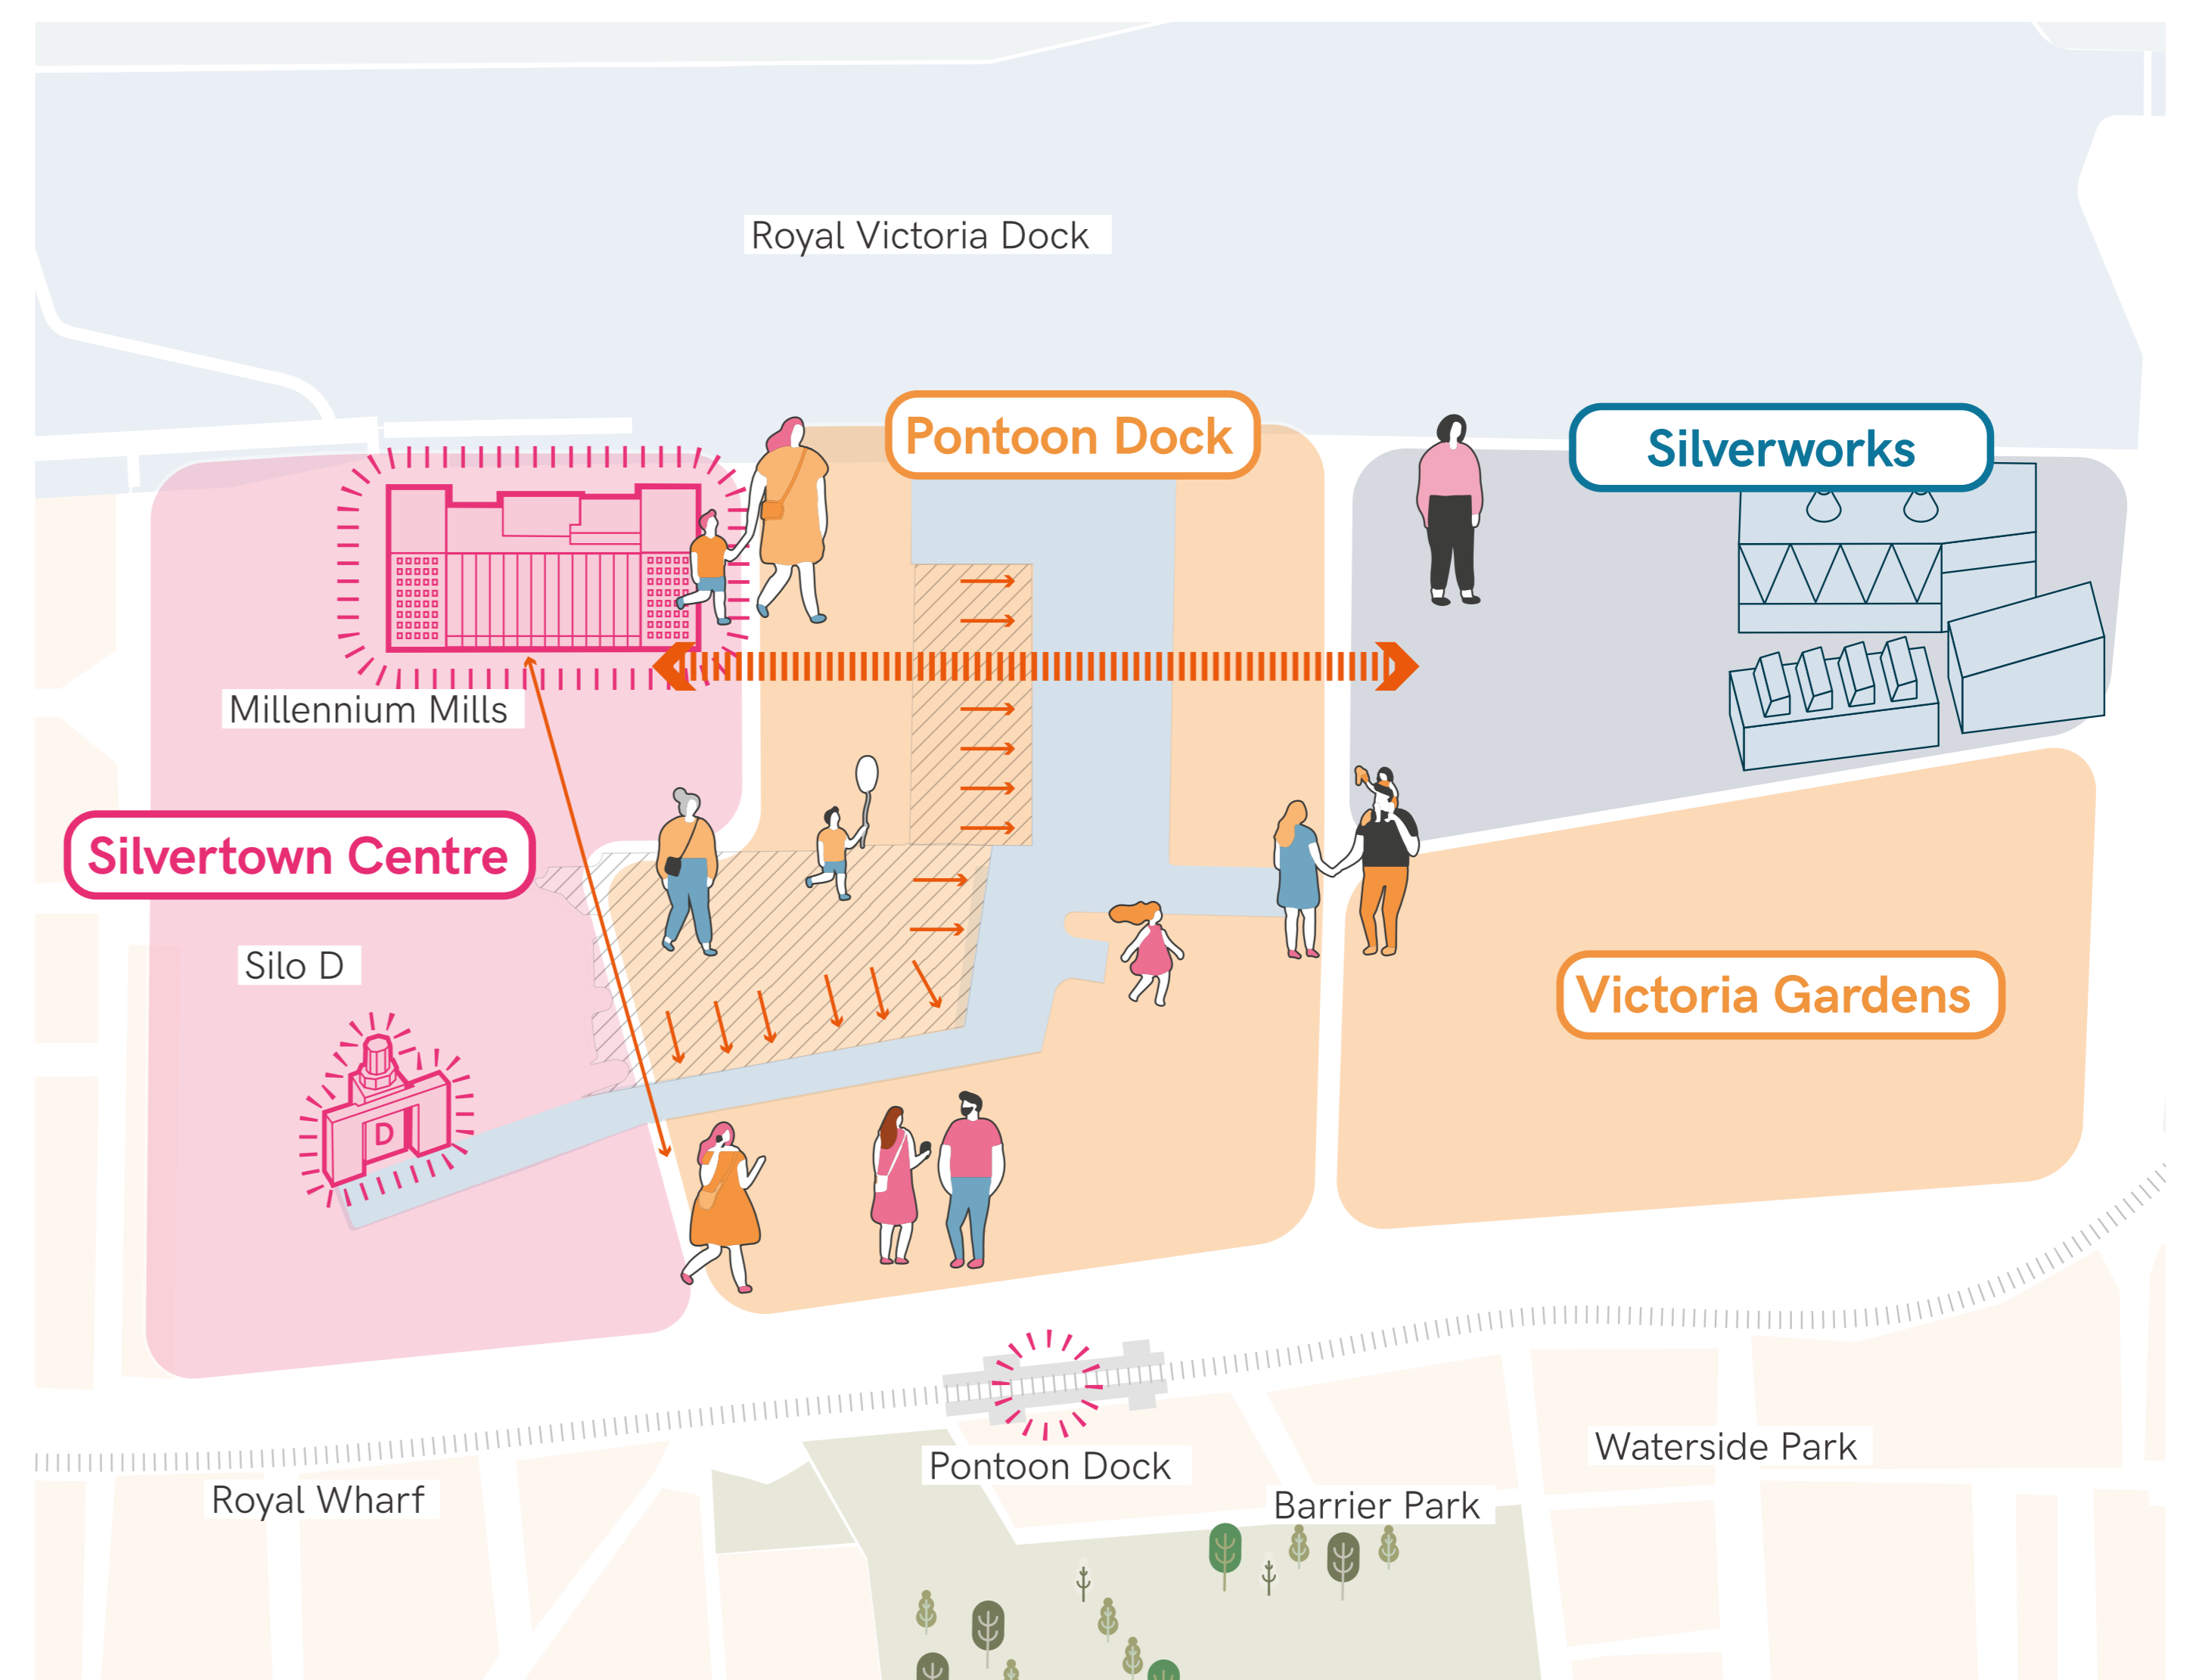 Royal Victoria Dock
Pontoon Dock
Silverworks
Millennium Mills
Silvertown Centre
Silo D
Victoria Gardens
D
Pontoon Dock
Waterside Park
Royal Wharf
Barrier Park